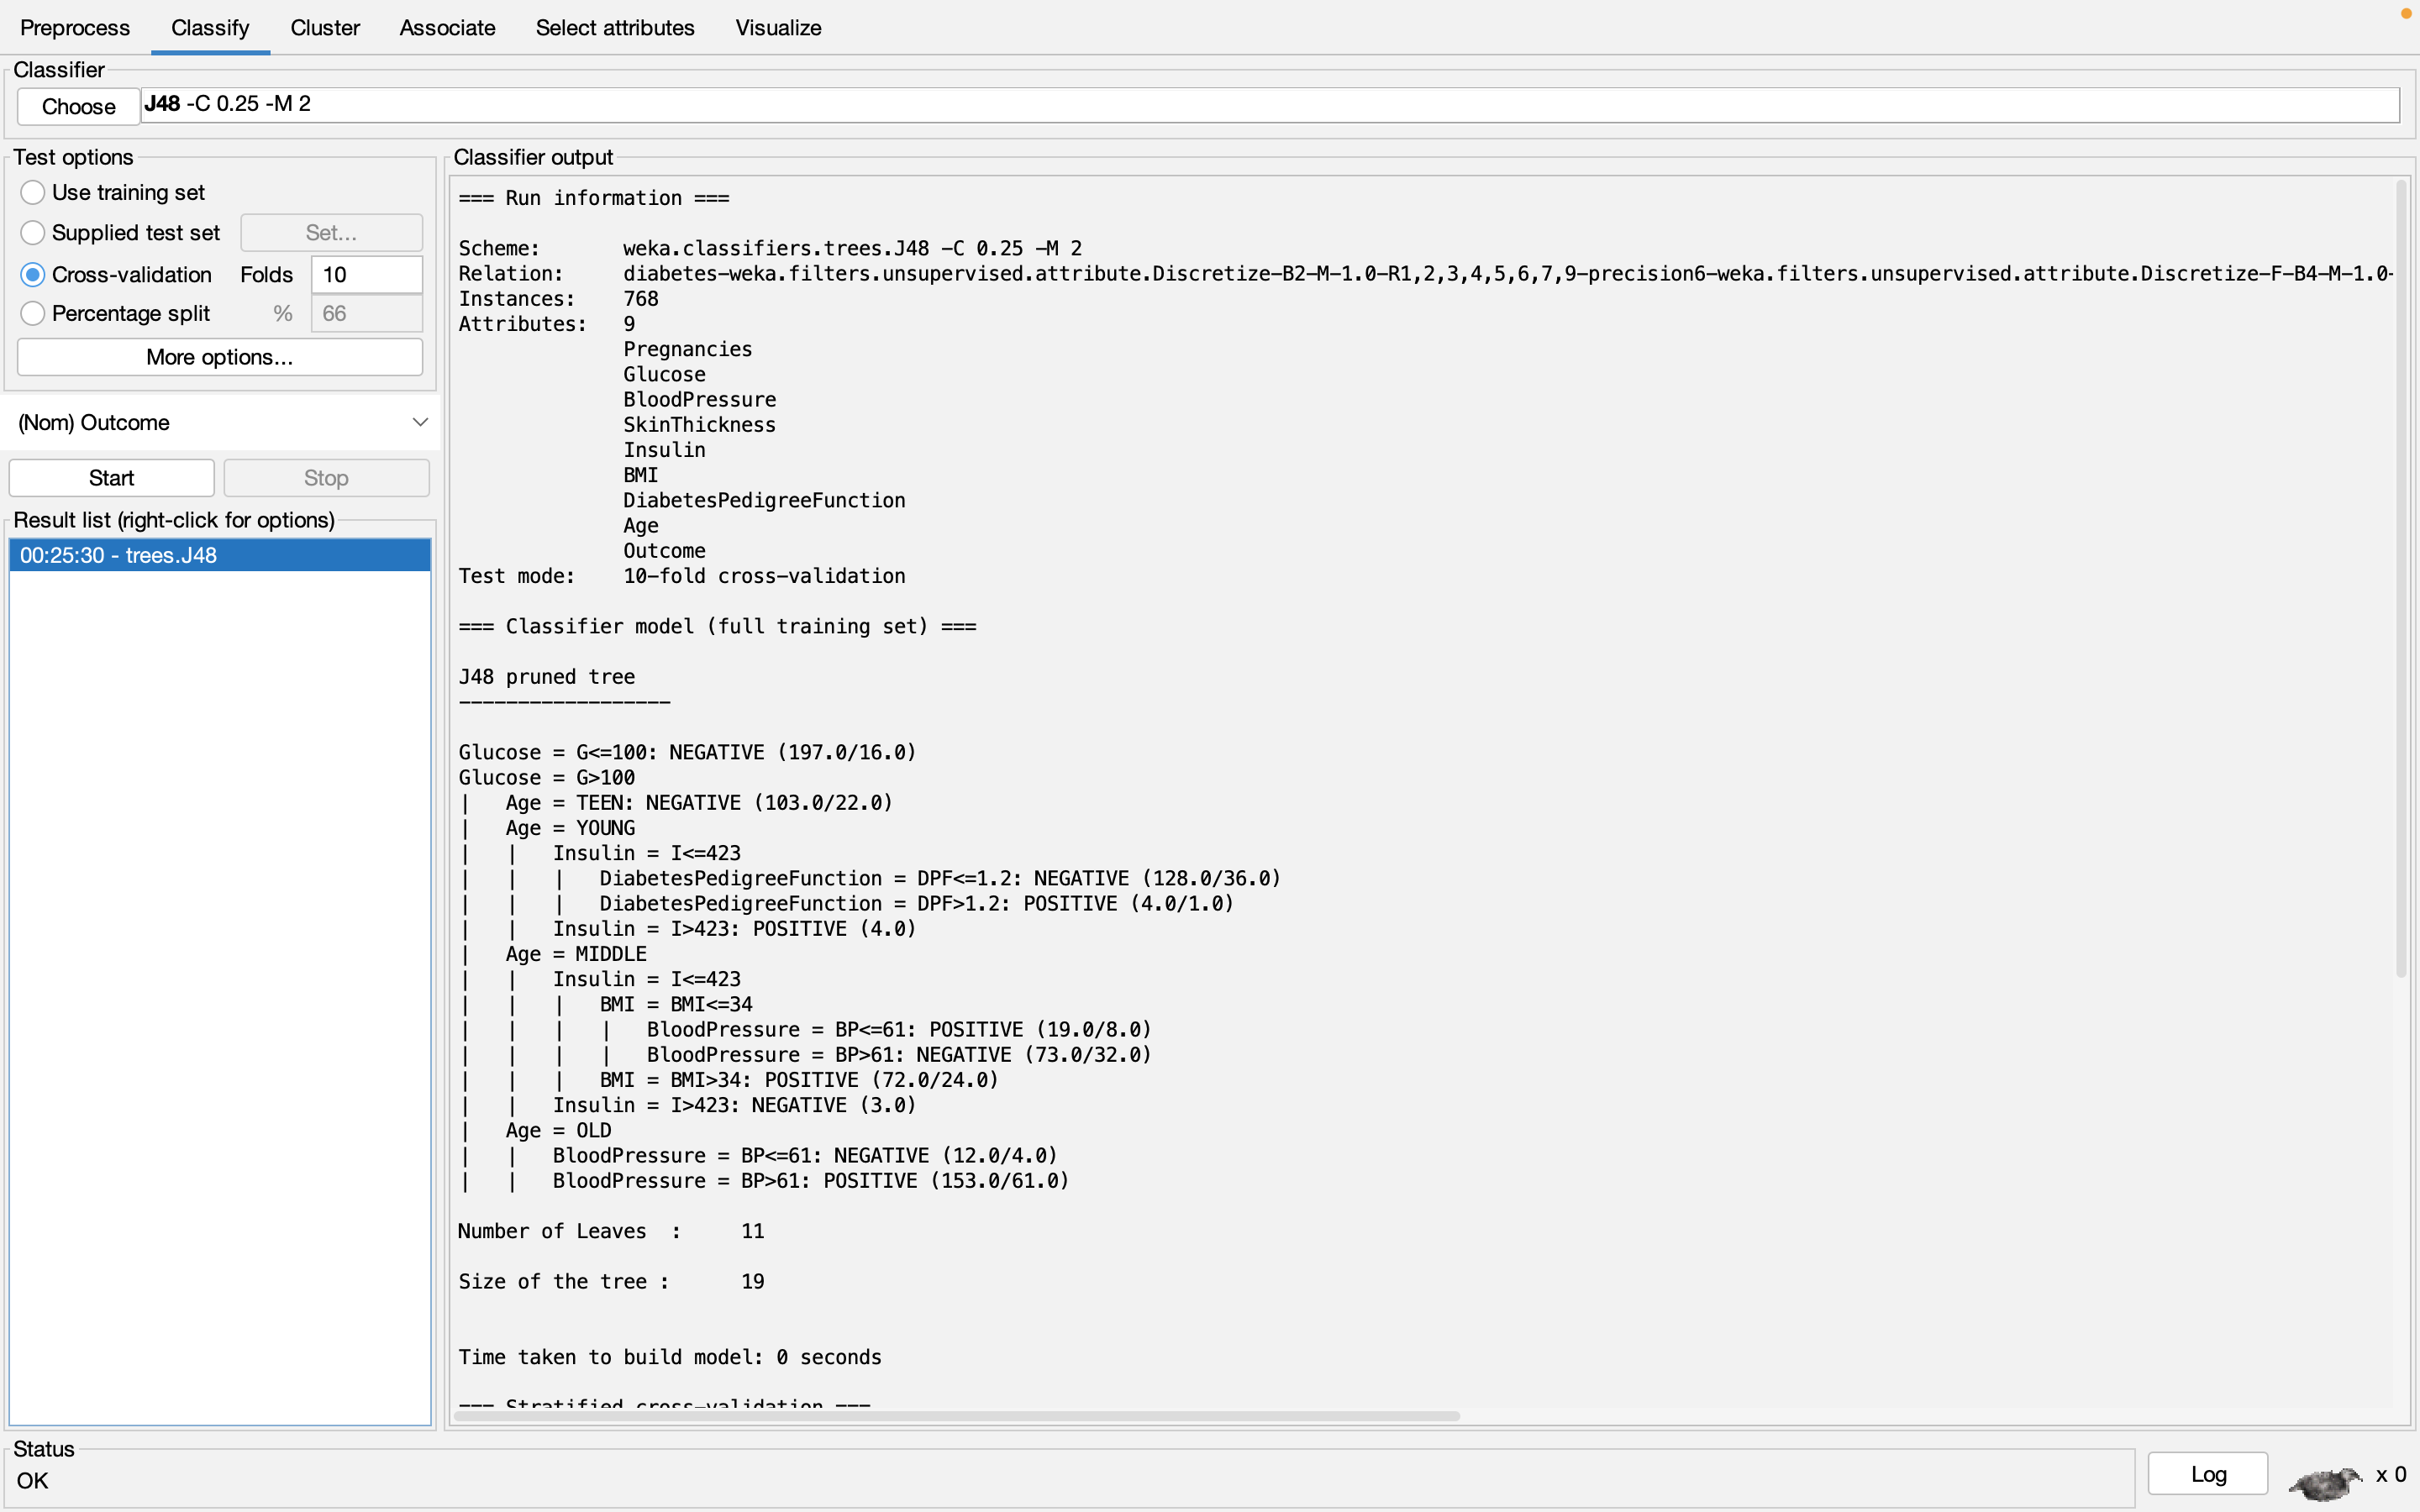 Preprocess Classify Cluster Associate Select attributes Visualize
Classifier
Choose J48 -C 0.25 -M 2
Test options
Use training set
Supplied test set Set...
Cross-validation Folds 10
Percentage split % 66
More options...
(Nom) Outcome
Start Stop
Result list (right-click for options)
00:25:30 - trees.J48
Classifier output
=== Run information ===
Scheme: weka.classifiers.trees.J48 -C 0.25 -M 2
Relation: diabetes-weka.filters.unsupervised.attribute.Discretize-B2-M-1.0-R1,2,3,4,5,6,7,9-precision6-weka.filters.unsupervised.attribute.Discretize-F-B4-M-1.0-
Instances: 768
Attributes: 9
Pregnancies
Glucose
BloodPressure
SkinThickness
Insulin
BMI
DiabetesPedigreeFunction
Age
Outcome
Test mode: 10-fold cross-validation
=== Classifier model (full training set) ===
J48 pruned tree
------------------
Glucose = G<=100: NEGATIVE (197.0/16.0)
Glucose = G>100
|   Age = TEEN: NEGATIVE (103.0/22.0)
|   Age = YOUNG
|   |   Insulin = I<=423
|   |   |   DiabetesPedigreeFunction = DPF<=1.2: NEGATIVE (128.0/36.0)
|   |   |   DiabetesPedigreeFunction = DPF>1.2: POSITIVE (4.0/1.0)
|   |   Insulin = I>423: POSITIVE (4.0)
|   Age = MIDDLE
|   |   Insulin = I<=423
|   |   |   BMI = BMI<=34
|   |   |   |   BloodPressure = BP<=61: POSITIVE (19.0/8.0)
|   |   |   |   BloodPressure = BP>61: NEGATIVE (73.0/32.0)
|   |   |   BMI = BMI>34: POSITIVE (72.0/24.0)
|   |   Insulin = I>423: NEGATIVE (3.0)
|   Age = OLD
|   |   BloodPressure = BP<=61: NEGATIVE (12.0/4.0)
|   |   BloodPressure = BP>61: POSITIVE (153.0/61.0)
Number of Leaves  : 11
Size of the tree : 19
Time taken to build model: 0 seconds
=== Stratified cross-validation ===
Status
OK
Log x 0